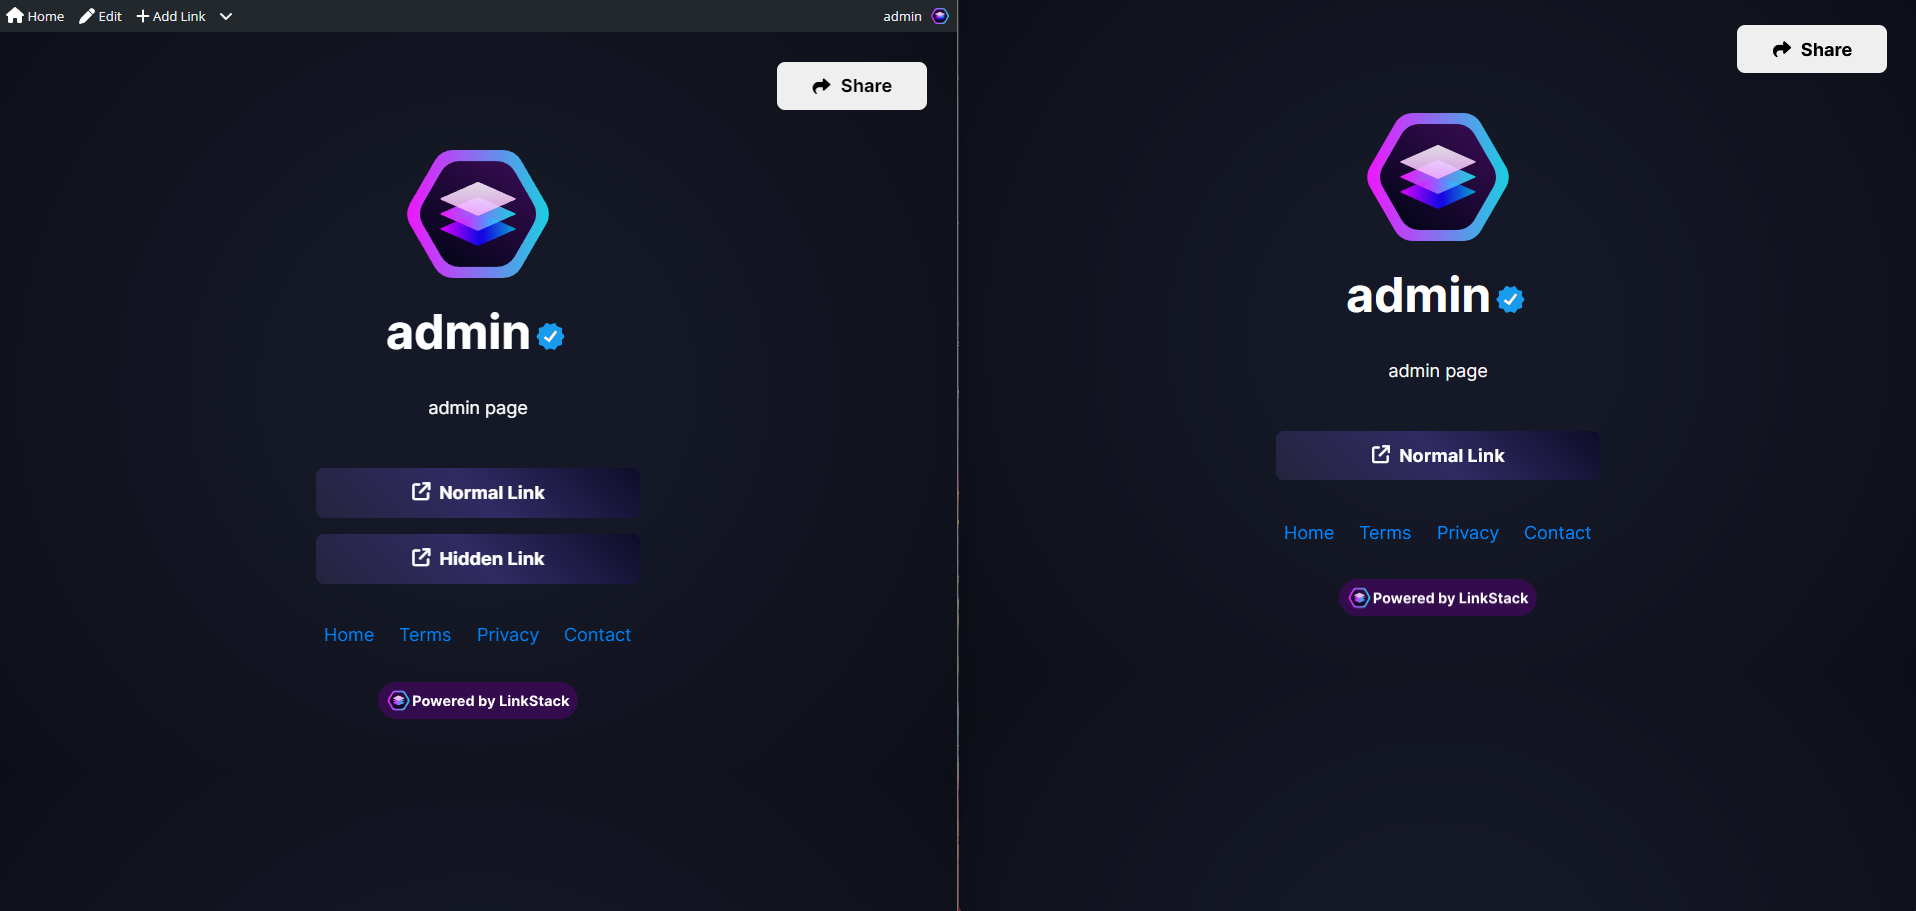 Home Edit Add Link admin
Share
admin
admin page
Normal Link
Hidden Link
Home Terms Privacy Contact
Powered by LinkStack
Share
admin
admin page
Normal Link
Home Terms Privacy Contact
Powered by LinkStack